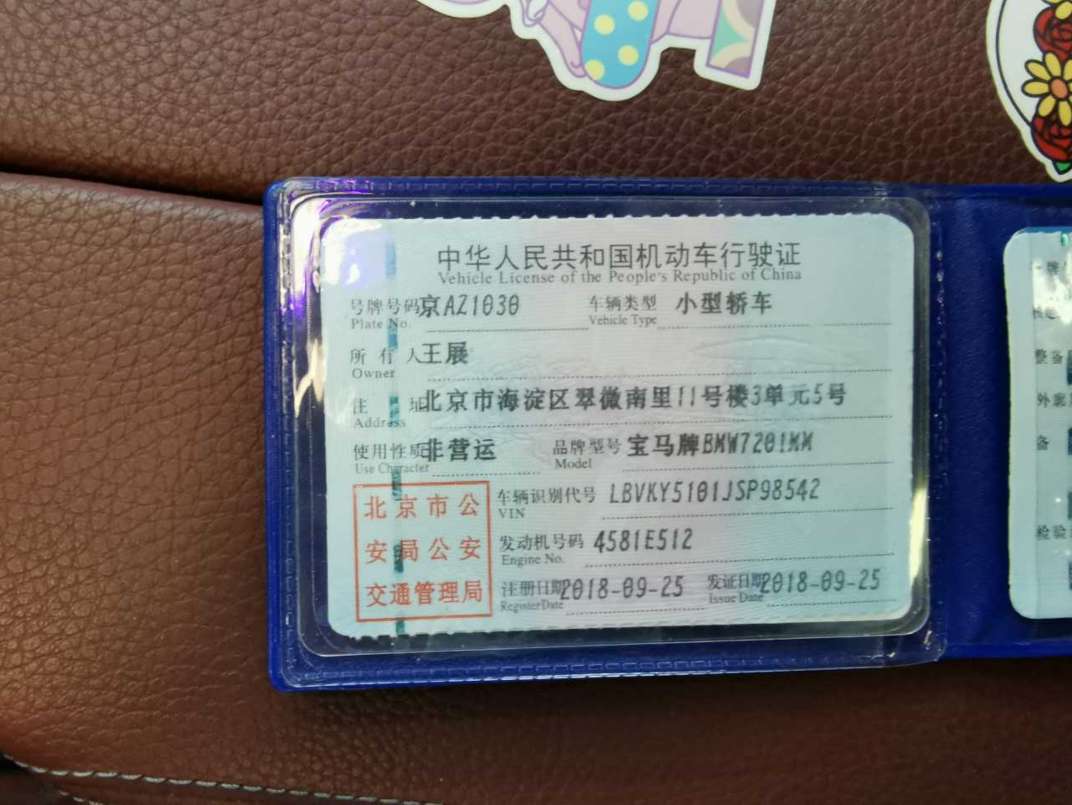 中华人民共和国机动车行驶证
Vehicle License of the People's Republic of China
号牌号码 京AZ1030 车辆类型 小型轿车
Plate No. Vehicle Type
所有人 王展
Owner
住址 北京市海淀区翠微南里11号楼3单元5号
Address
使用性质 非营运 品牌型号 宝马牌BMW7201MM
Use Character Model
北京市公安局公安交通管理局
车辆识别代号 LBVKY5101JSP98542
VIN
发动机号码 4581E512
Engine No.
注册日期 2018-09-25 发证日期 2018-09-25
Register Date Issue Date
整备
外廓
检验